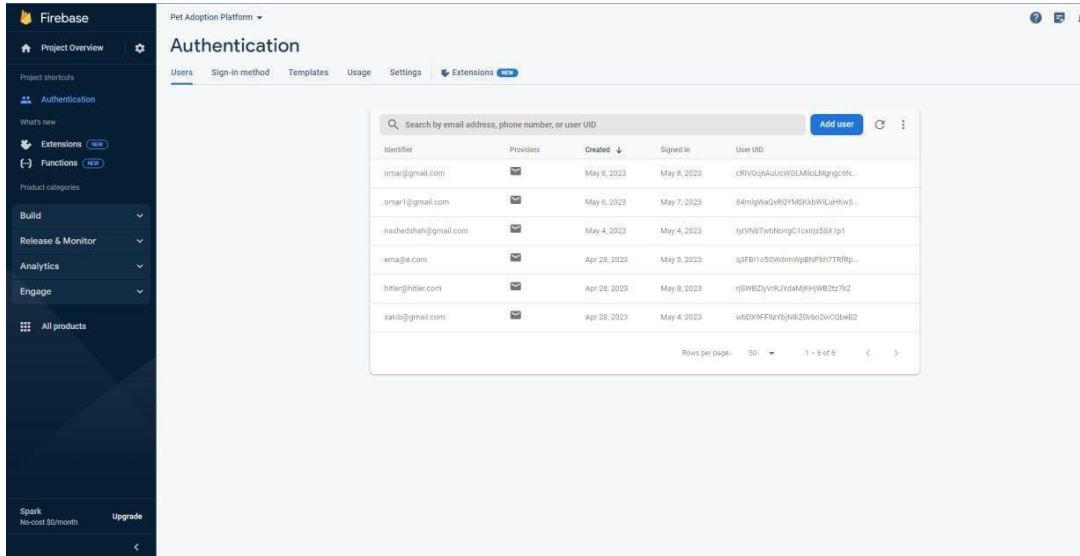 Firebase
Project Overview
Project shortcuts
Authentication
What's new
Extensions NEW
Functions NEW
Product categories
Build
Release & Monitor
Analytics
Engage
All products
Spark
No-cost $0/month
Upgrade
Pet Adoption Platform
Authentication
Users Sign-in method Templates Usage Settings Extensions NEW
Search by email address, phone number, or user UID Add user
Identifier Providers Created Signed In User UID
omar@gmail.com May 8, 2023 May 8, 2023
omar1@gmail.com May 6, 2023 May 7, 2023
nashedshah@gmail.com May 4, 2023 May 4, 2023
ema@e.com Apr 28, 2023 May 5, 2023
hitler@hitler.com Apr 28, 2023 May 8, 2023
sakib@gmail.com Apr 28, 2023 May 4, 2023
Rows per page: 50 1 – 6 of 6